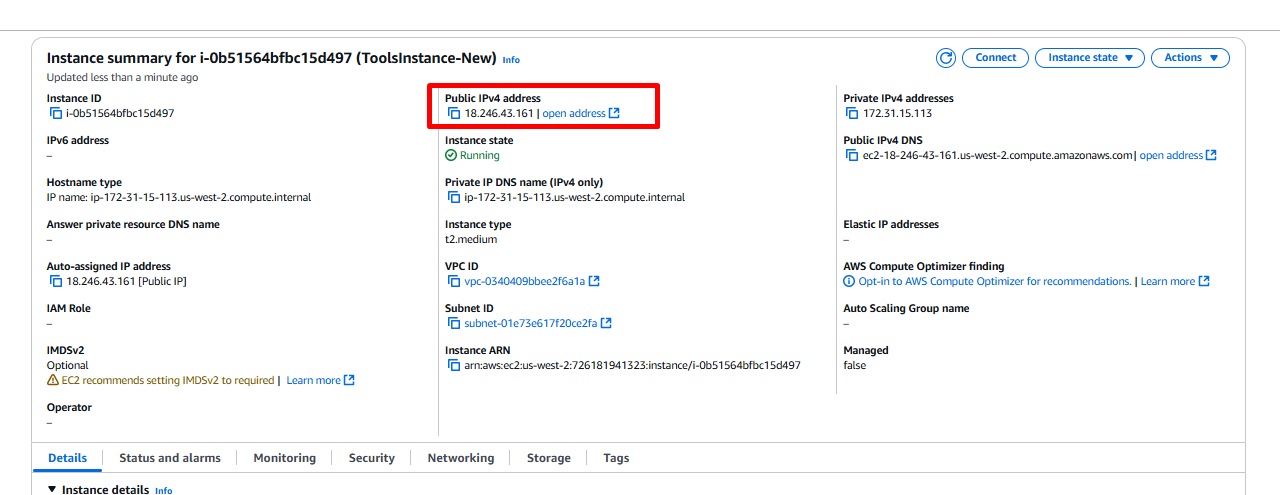 Instance summary for i-0b51564bfbc15d497 (ToolsInstance-New) Info
Updated less than a minute ago
Connect
Instance state
Actions
Instance ID
i-0b51564bfbc15d497
Public IPv4 address
18.246.43.161 | open address
Private IPv4 addresses
172.31.15.113
IPv6 address
–
Instance state
Running
Public IPv4 DNS
ec2-18-246-43-161.us-west-2.compute.amazonaws.com | open address
Hostname type
IP name: ip-172-31-15-113.us-west-2.compute.internal
Private IP DNS name (IPv4 only)
ip-172-31-15-113.us-west-2.compute.internal
Answer private resource DNS name
–
Instance type
t2.medium
Elastic IP addresses
–
Auto-assigned IP address
18.246.43.161 [Public IP]
VPC ID
vpc-0340409bbee2f6a1a
AWS Compute Optimizer finding
Opt-in to AWS Compute Optimizer for recommendations. | Learn more
IAM Role
–
Subnet ID
subnet-01e73e617f20ce2fa
Auto Scaling Group name
–
IMDSv2
Optional
EC2 recommends setting IMDSv2 to required | Learn more
Instance ARN
arn:aws:ec2:us-west-2:726181941323:instance/i-0b51564bfbc15d497
Managed
false
Operator
–
Details
Status and alarms
Monitoring
Security
Networking
Storage
Tags
Instance details Info